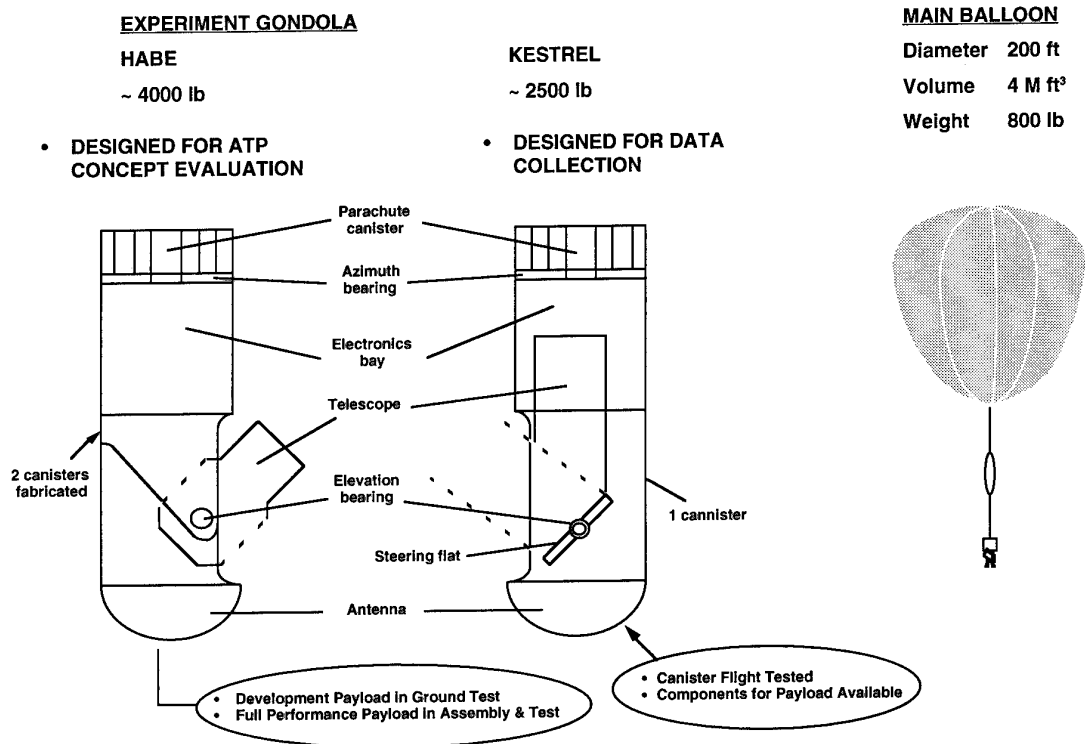 EXPERIMENT GONDOLA
HABE
~ 4000 lb
• DESIGNED FOR ATP
CONCEPT EVALUATION
KESTREL
~ 2500 lb
• DESIGNED FOR DATA
COLLECTION
MAIN BALLOON
Diameter 200 ft
Volume 4 M ft³
Weight 800 lb
Parachute
canister
Azimuth
bearing
Electronics
bay
Telescope
2 canisters
fabricated
Elevation
bearing
1 cannister
Steering flat
Antenna
• Development Payload in Ground Test
• Full Performance Payload in Assembly & Test
• Canister Flight Tested
• Components for Payload Available